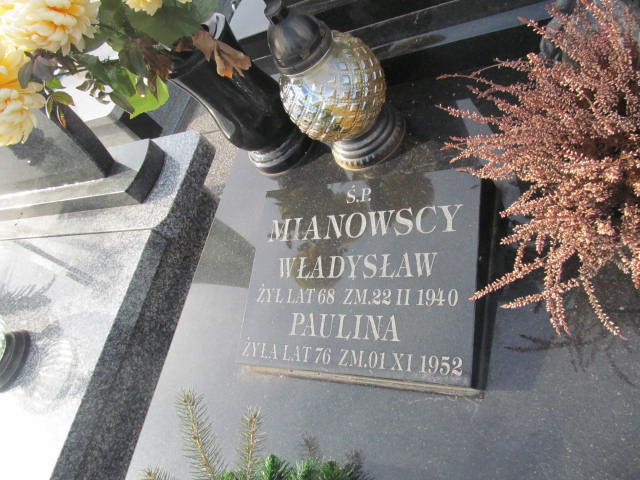 Ś.P.
MIANOWSCY
WŁADYSŁAW
ŻYŁ LAT 68 ZM.22 II 1940
PAULINA
ŻYŁA LAT 76 ZM.01 XI 1952